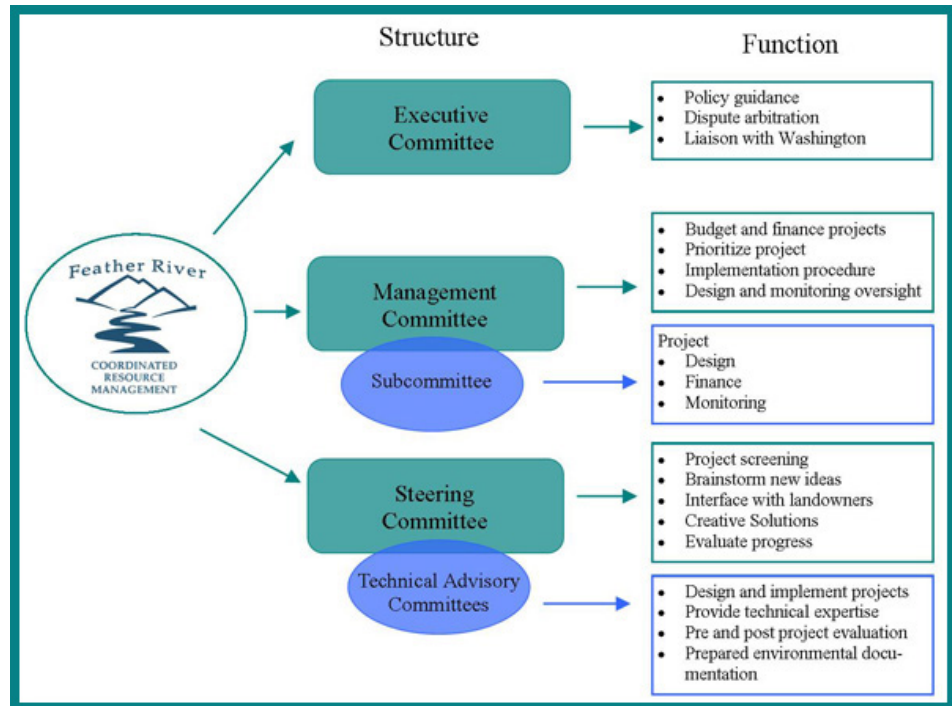 Structure
Function
Feather River
COORDINATED
RESOURCE
MANAGEMENT
Executive
Committee
• Policy guidance
• Dispute arbitration
• Liaison with Washington
Management
Committee
• Budget and finance projects
• Prioritize project
• Implementation procedure
• Design and monitoring oversight
Subcommittee
Project
• Design
• Finance
• Monitoring
Steering
Committee
• Project screening
• Brainstorm new ideas
• Interface with landowners
• Creative Solutions
• Evaluate progress
Technical Advisory
Committees
• Design and implement projects
• Provide technical expertise
• Pre and post project evaluation
• Prepared environmental docu-
mentation